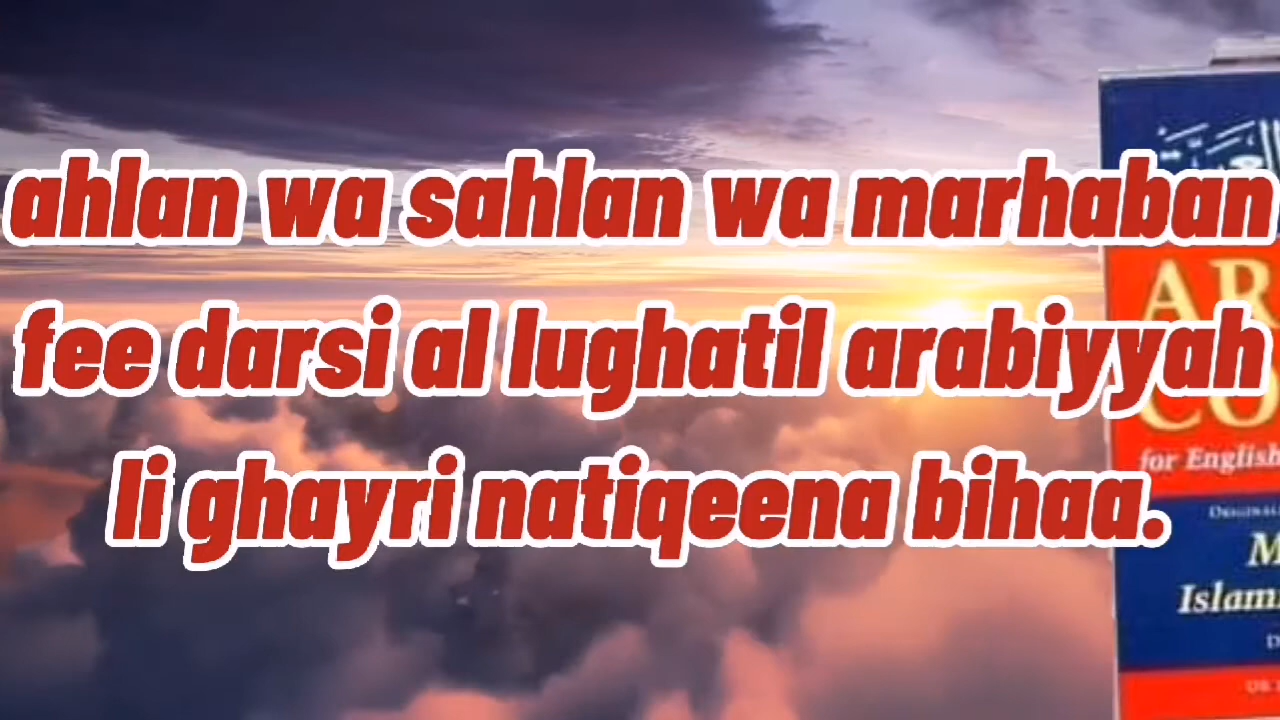 ahlan wa sahlan wa marhaban
fee darsi al lughatil arabiyyah
li ghayri natiqeena bihaa.
for English